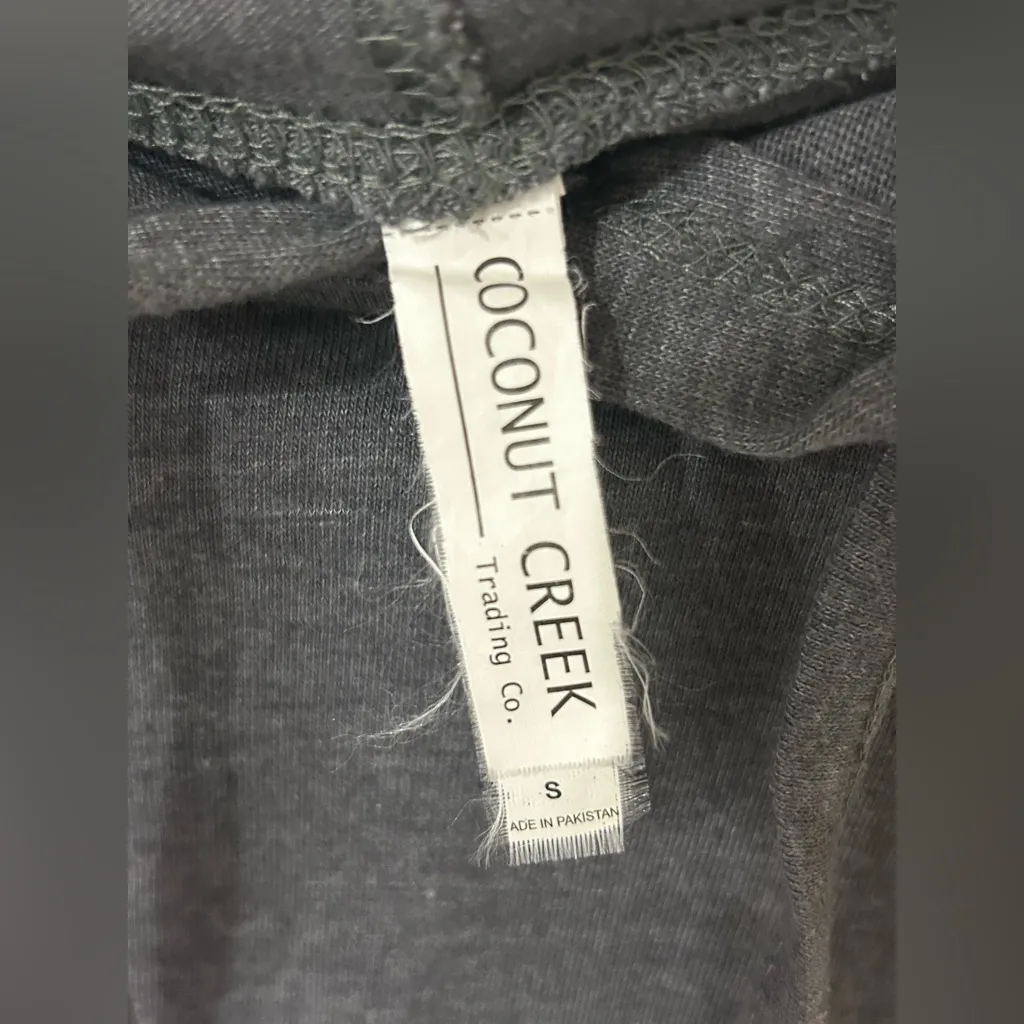 COCONUT CREEK
Trading Co.
S
ADE IN PAKISTAN